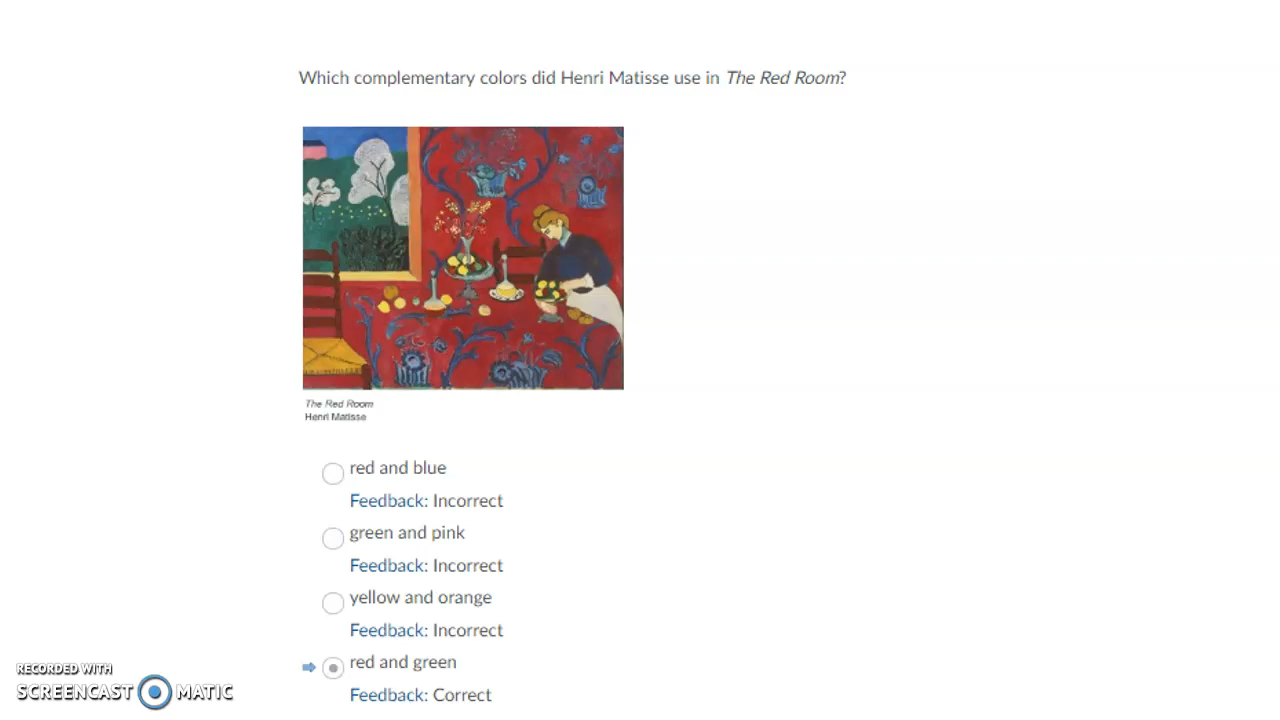 Which complementary colors did Henri Matisse use in The Red Room?
The Red Room
Henri Matisse
red and blue
Feedback: Incorrect
green and pink
Feedback: Incorrect
yellow and orange
Feedback: Incorrect
red and green
Feedback: Correct
RECORDED WITH
SCREENCAST MATIC